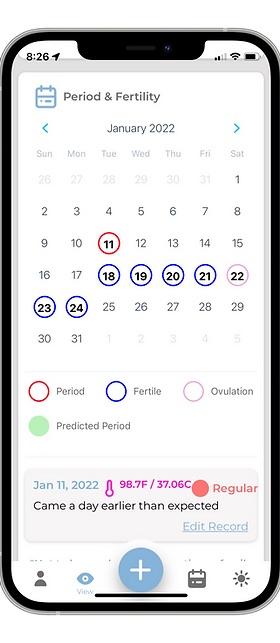 8:26
Period & Fertility
January 2022
Sun Mon Tue Wed Thu Fri Sat
26 27 28 29 30 31 1
2 3 4 5 6 7 8
9 10 11 12 13 14 15
16 17 18 19 20 21 22
23 24 25 26 27 28 29
30 31 1 2 3 4 5
Period Fertile Ovulation
Predicted Period
Jan 11, 2022 98.7F / 37.06C Regular
Came a day earlier than expected
Edit Record
View